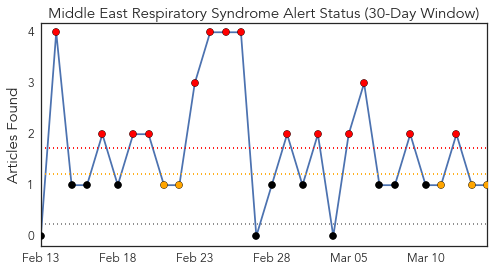 Middle East Respiratory Syndrome Alert Status (30-Day Window)
Articles Found
4
3
2
1
0
Feb 13 Feb 18 Feb 23 Feb 28 Mar 05 Mar 10